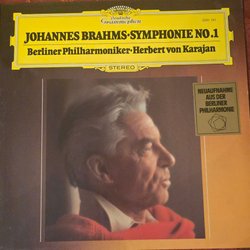 Deutsche
Grammophon
JOHANNES BRAHMS·SYMPHONIE NO.1
Berliner Philharmoniker·Herbert von Karajan
STEREO
NEUAUFNAHME
AUS DER
BERLINER
PHILHARMONIE